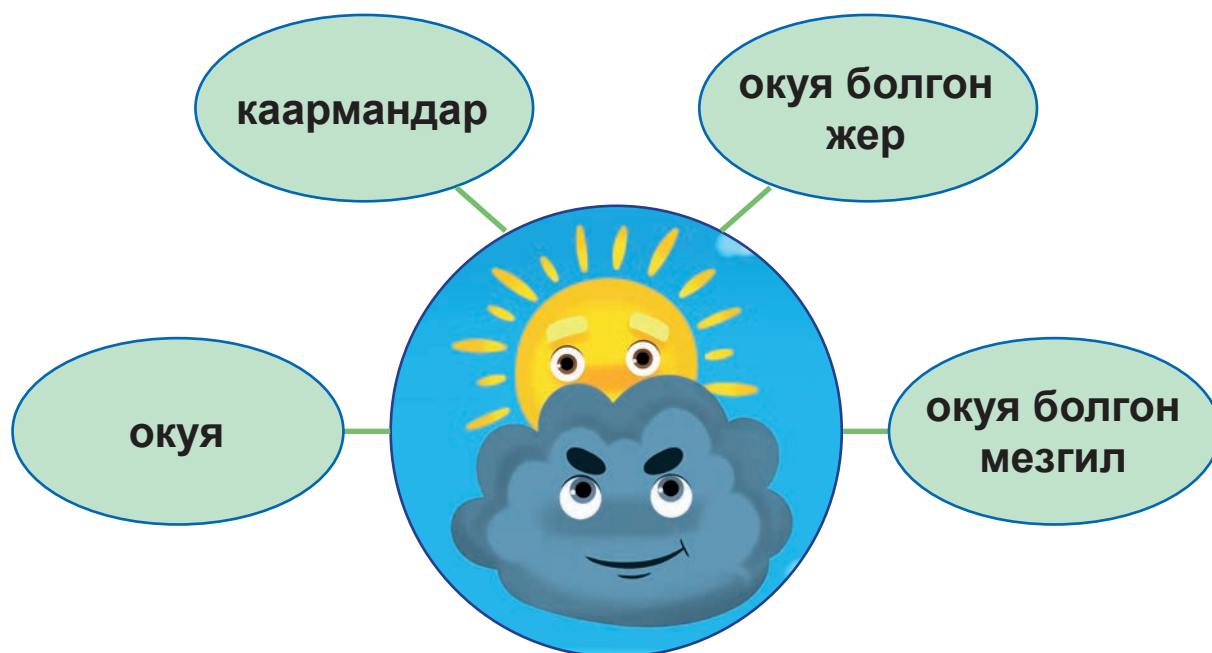 каармандар
окуя болгон
жер
окуя
окуя болгон
мезгил